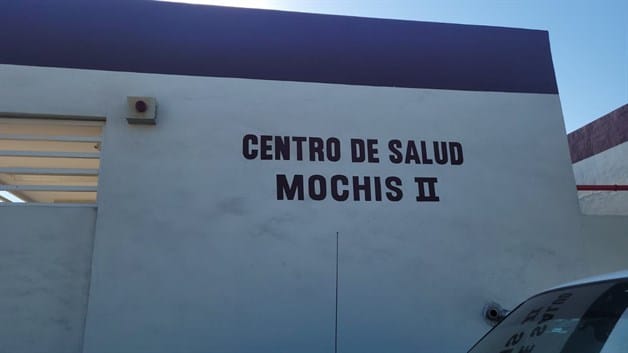 CENTRO DE SALUD
MOCHIS II